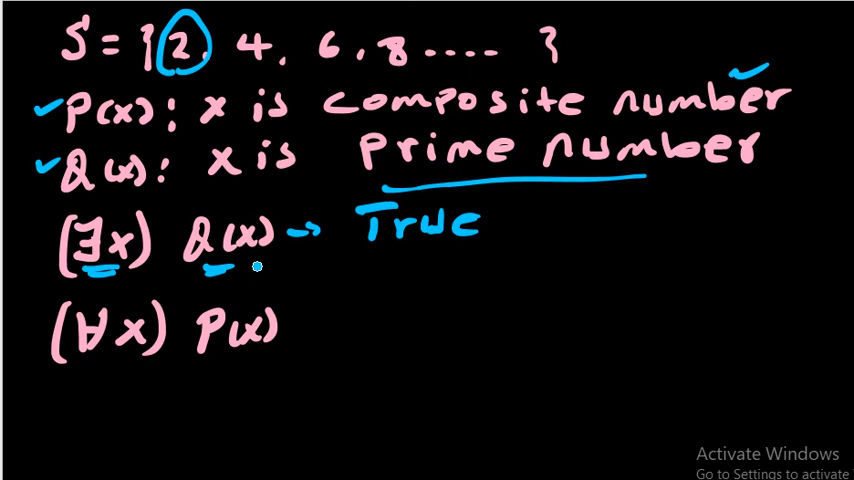 S = { 2, 4, 6, 8 .... }
P(x) : x is composite number
Q(x) : x is Prime number
(∃x) Q(x) → True
(∀x) P(x)
Activate Windows
Go to Settings to activate